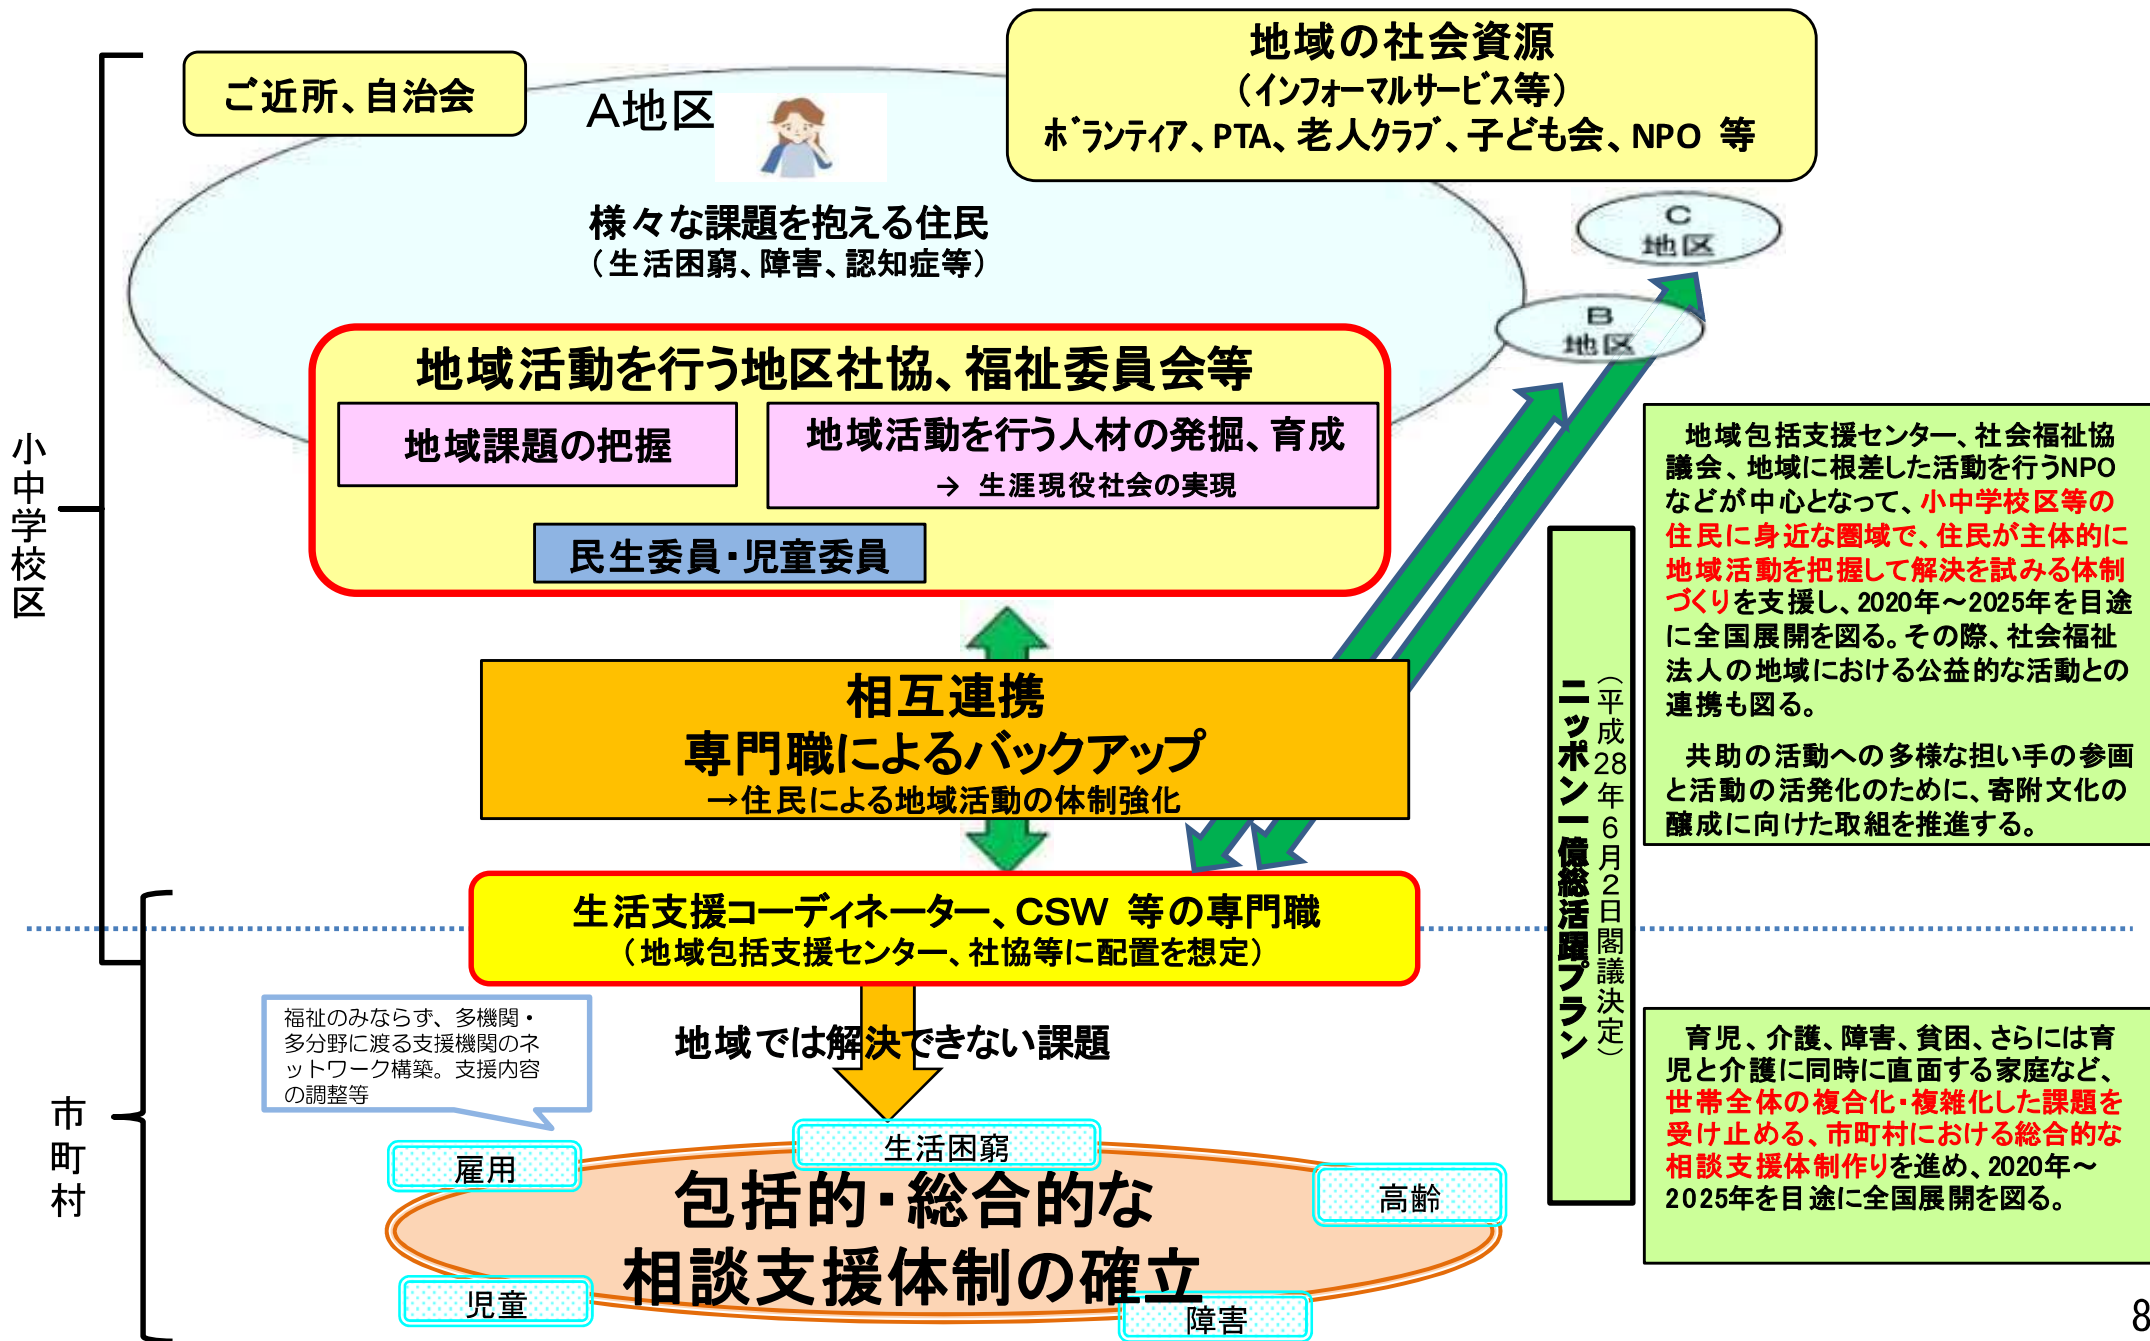 ご近所、自治会
地域の社会資源
（インフォーマルサービス等）
ボランティア、PTA、老人クラブ、子ども会、NPO 等
A地区
様々な課題を抱える住民
（生活困窮、障害、認知症等）
C
地区
B
地区
小中学校区
地域活動を行う地区社協、福祉委員会等
地域課題の把握
地域活動を行う人材の発掘、育成
→ 生涯現役社会の実現
民生委員・児童委員
相互連携
専門職によるバックアップ
→住民による地域活動の体制強化
生活支援コーディネーター、CSW 等の専門職
（地域包括支援センター、社協等に配置を想定）
地域では解決できない課題
福祉のみならず、多機関・
多分野に渡る支援機関のネ
ットワーク構築。支援内容
の調整等
市町村
雇用
生活困窮
高齢
包括的・総合的な
相談支援体制の確立
児童
障害
ニッポン一億総活躍プラン
（平成28年6月2日閣議決定）
地域包括支援センター、社会福祉協
議会、地域に根差した活動を行うNPO
などが中心となって、小中学校区等の
住民に身近な圏域で、住民が主体的に
地域活動を把握して解決を試みる体制
づくりを支援し、2020年～2025年を目途
に全国展開を図る。その際、社会福祉
法人の地域における公益的な活動との
連携も図る。
共助の活動への多様な担い手の参画
と活動の活発化のために、寄附文化の
醸成に向けた取組を推進する。
育児、介護、障害、貧困、さらには育
児と介護に同時に直面する家庭など、
世帯全体の複合化・複雑化した課題を
受け止める、市町村における総合的な
相談支援体制作りを進め、2020年～
2025年を目途に全国展開を図る。
8